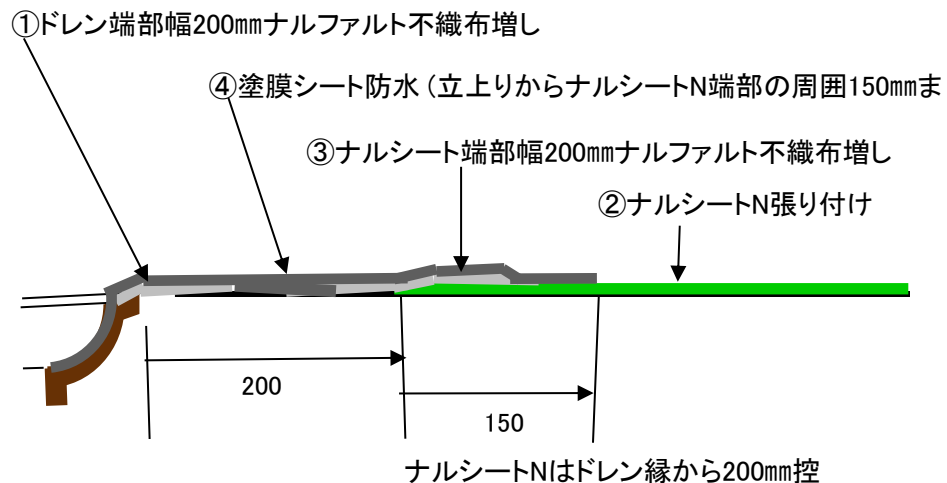 ①ドレン端部幅200㎜ナルファルト不織布増し
④塗膜シート防水（立上りからナルシートN端部の周囲150㎜ま
③ナルシート端部幅200㎜ナルファルト不織布増し
②ナルシートN張り付け
200
150
ナルシートNはドレン縁から200㎜控